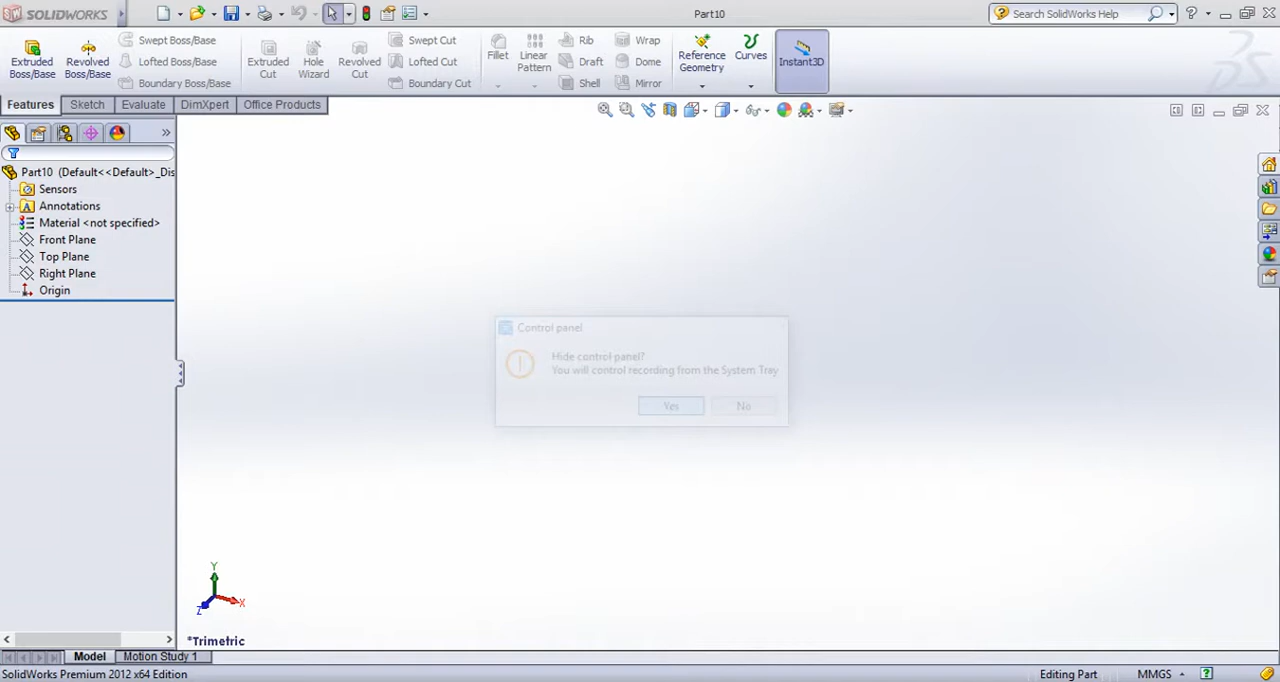 SOLIDWORKS
Part10
Search SolidWorks Help
Extruded Boss/Base
Revolved Boss/Base
Swept Boss/Base
Lofted Boss/Base
Boundary Boss/Base
Extruded Cut
Hole Wizard
Revolved Cut
Swept Cut
Lofted Cut
Boundary Cut
Fillet
Linear Pattern
Rib
Draft
Shell
Wrap
Dome
Mirror
Reference Geometry
Curves
Instant3D
Features
Sketch
Evaluate
DimXpert
Office Products
Part10 (Default<<Default>_Dis
Sensors
Annotations
Material <not specified>
Front Plane
Top Plane
Right Plane
Origin
Control panel
Hide control panel?
You will control recording from the System Tray
Yes
No
Y
X
Z
*Trimetric
Model
Motion Study 1
SolidWorks Premium 2012 x64 Edition
Editing Part
MMGS